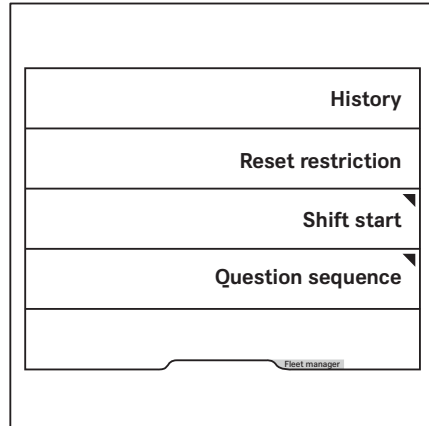 History
Reset restriction
Shift start
Question sequence
Fleet manager